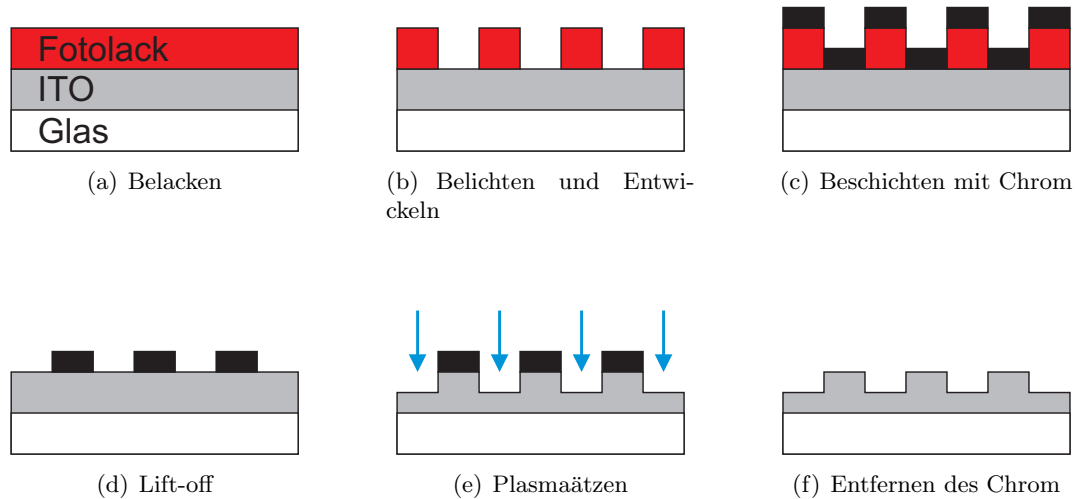 Fotolack
ITO
Glas
(a) Belacken
(b) Belichten und Entwi-
ckeln
(c) Beschichten mit Chrom
(d) Lift-off
(e) Plasmaätzen
(f) Entfernen des Chrom